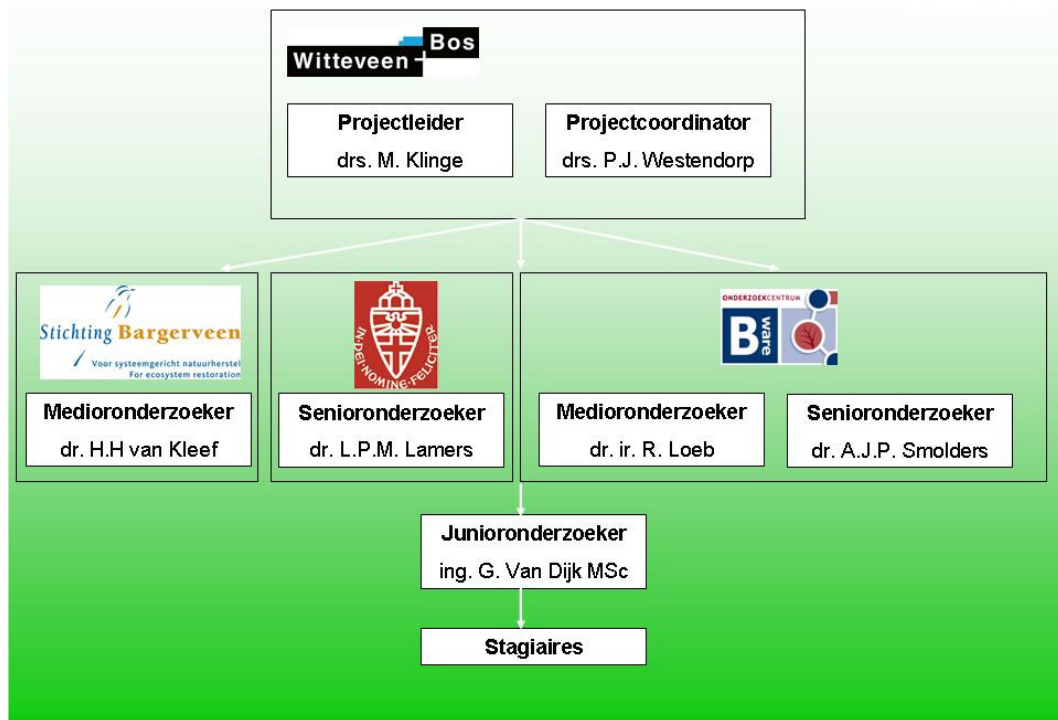 Witteveen
Bos
Projectleider
drs. M. Klinge
Projectcoordinator
drs. P.J. Westendorp
Stichting Bargerveen
Voor systeemgericht natuurherstel
For ecosystem restoration
Medioronderzoeker
dr. H.H van Kleef
IN·DEI·NOMINE·FELICITER
Senioronderzoeker
dr. L.P.M. Lamers
ONDERZOEKCENTRUM
B
ware
Medioronderzoeker
dr. ir. R. Loeb
Senioronderzoeker
dr. A.J.P. Smolders
Junioronderzoeker
ing. G. Van Dijk MSc
Stagiaires